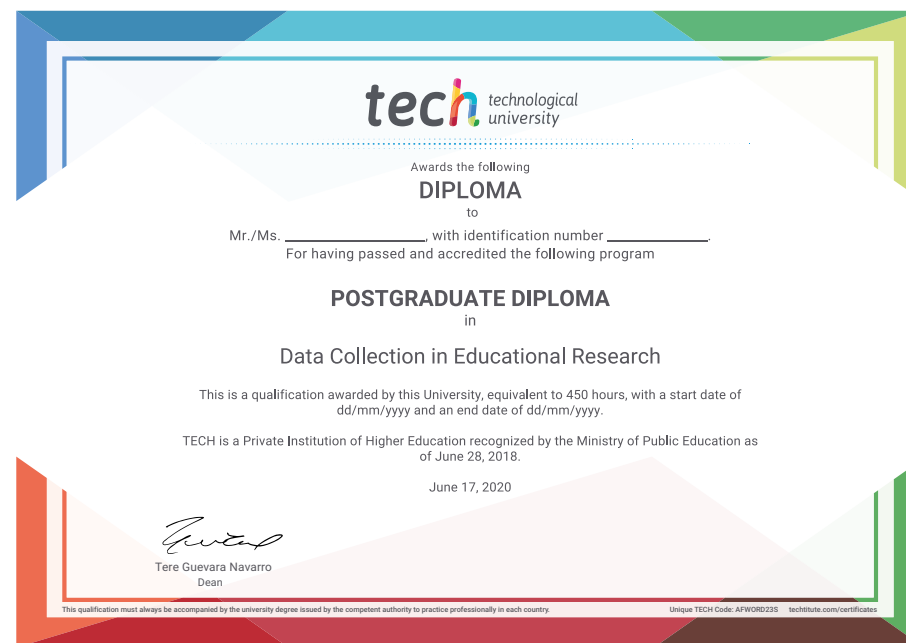 tech technological
university
Awards the following
DIPLOMA
to
Mr./Ms. ____________________, with identification number ______________.
For having passed and accredited the following program
POSTGRADUATE DIPLOMA
in
Data Collection in Educational Research
This is a qualification awarded by this University, equivalent to 450 hours, with a start date of
dd/mm/yyyy and an end date of dd/mm/yyyy.
TECH is a Private Institution of Higher Education recognized by the Ministry of Public Education as
of June 28, 2018.
June 17, 2020
Tere Guevara Navarro
Dean
This qualification must always be accompanied by the university degree issued by the competent authority to practice professionally in each country. Unique TECH Code: AFWORD23S techtitute.com/certificates